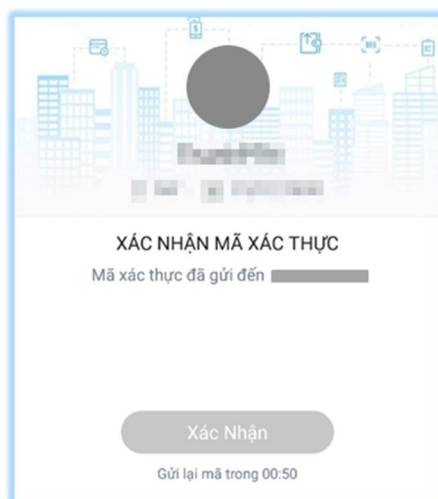 XÁC NHẬN MÃ XÁC THỰC
Mã xác thực đã gửi đến
Xác Nhận
Gửi lại mã trong 00:50